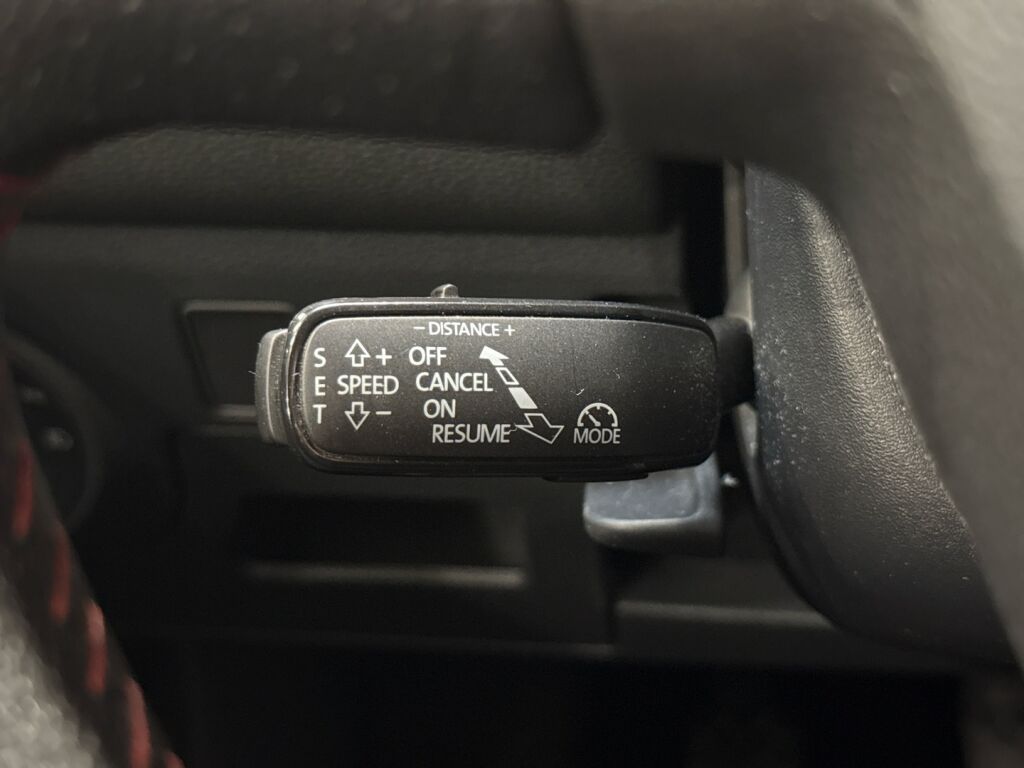 − DISTANCE +
S + OFF
E SPEED CANCEL
T − ON
RESUME
MODE